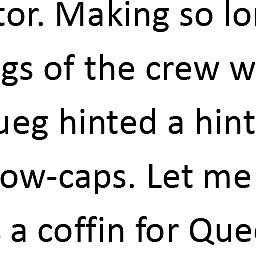 tor. Making so lo
gs of the crew w
ueg hinted a hint
ow-caps. Let me
a coffin for Que